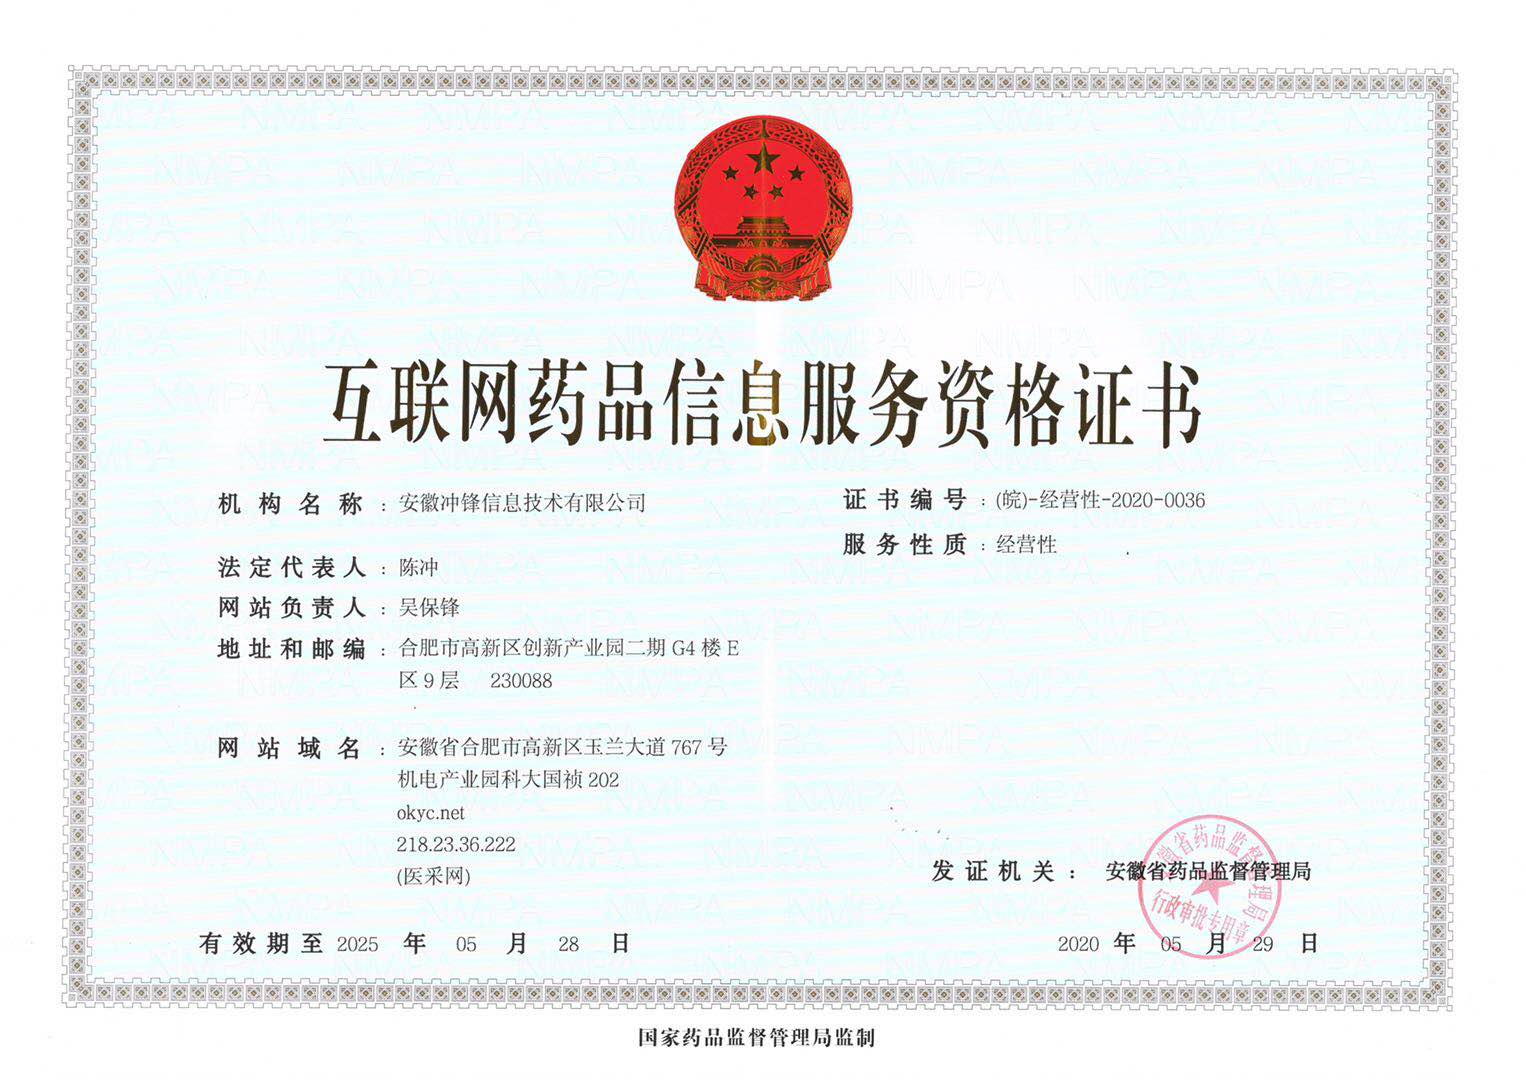 互联网药品信息服务资格证书
机构名称：安徽冲锋信息技术有限公司
证书编号：(皖)-经营性-2020-0036
服务性质：经营性
法定代表人：陈冲
网站负责人：吴保锋
地址和邮编：合肥市高新区创新产业园二期 G4 楼 E
区 9 层 230088
网站域名：安徽省合肥市高新区玉兰大道 767 号
机电产业园科大国祯 202
okyc.net
218.23.36.222
(医采网)
发证机关：安徽省药品监督管理局
安徽省药品监督管理局
行政审批专用章
有效期至 2025 年 05 月 28 日
2020 年 05 月 29 日
国家药品监督管理局监制
NMPA